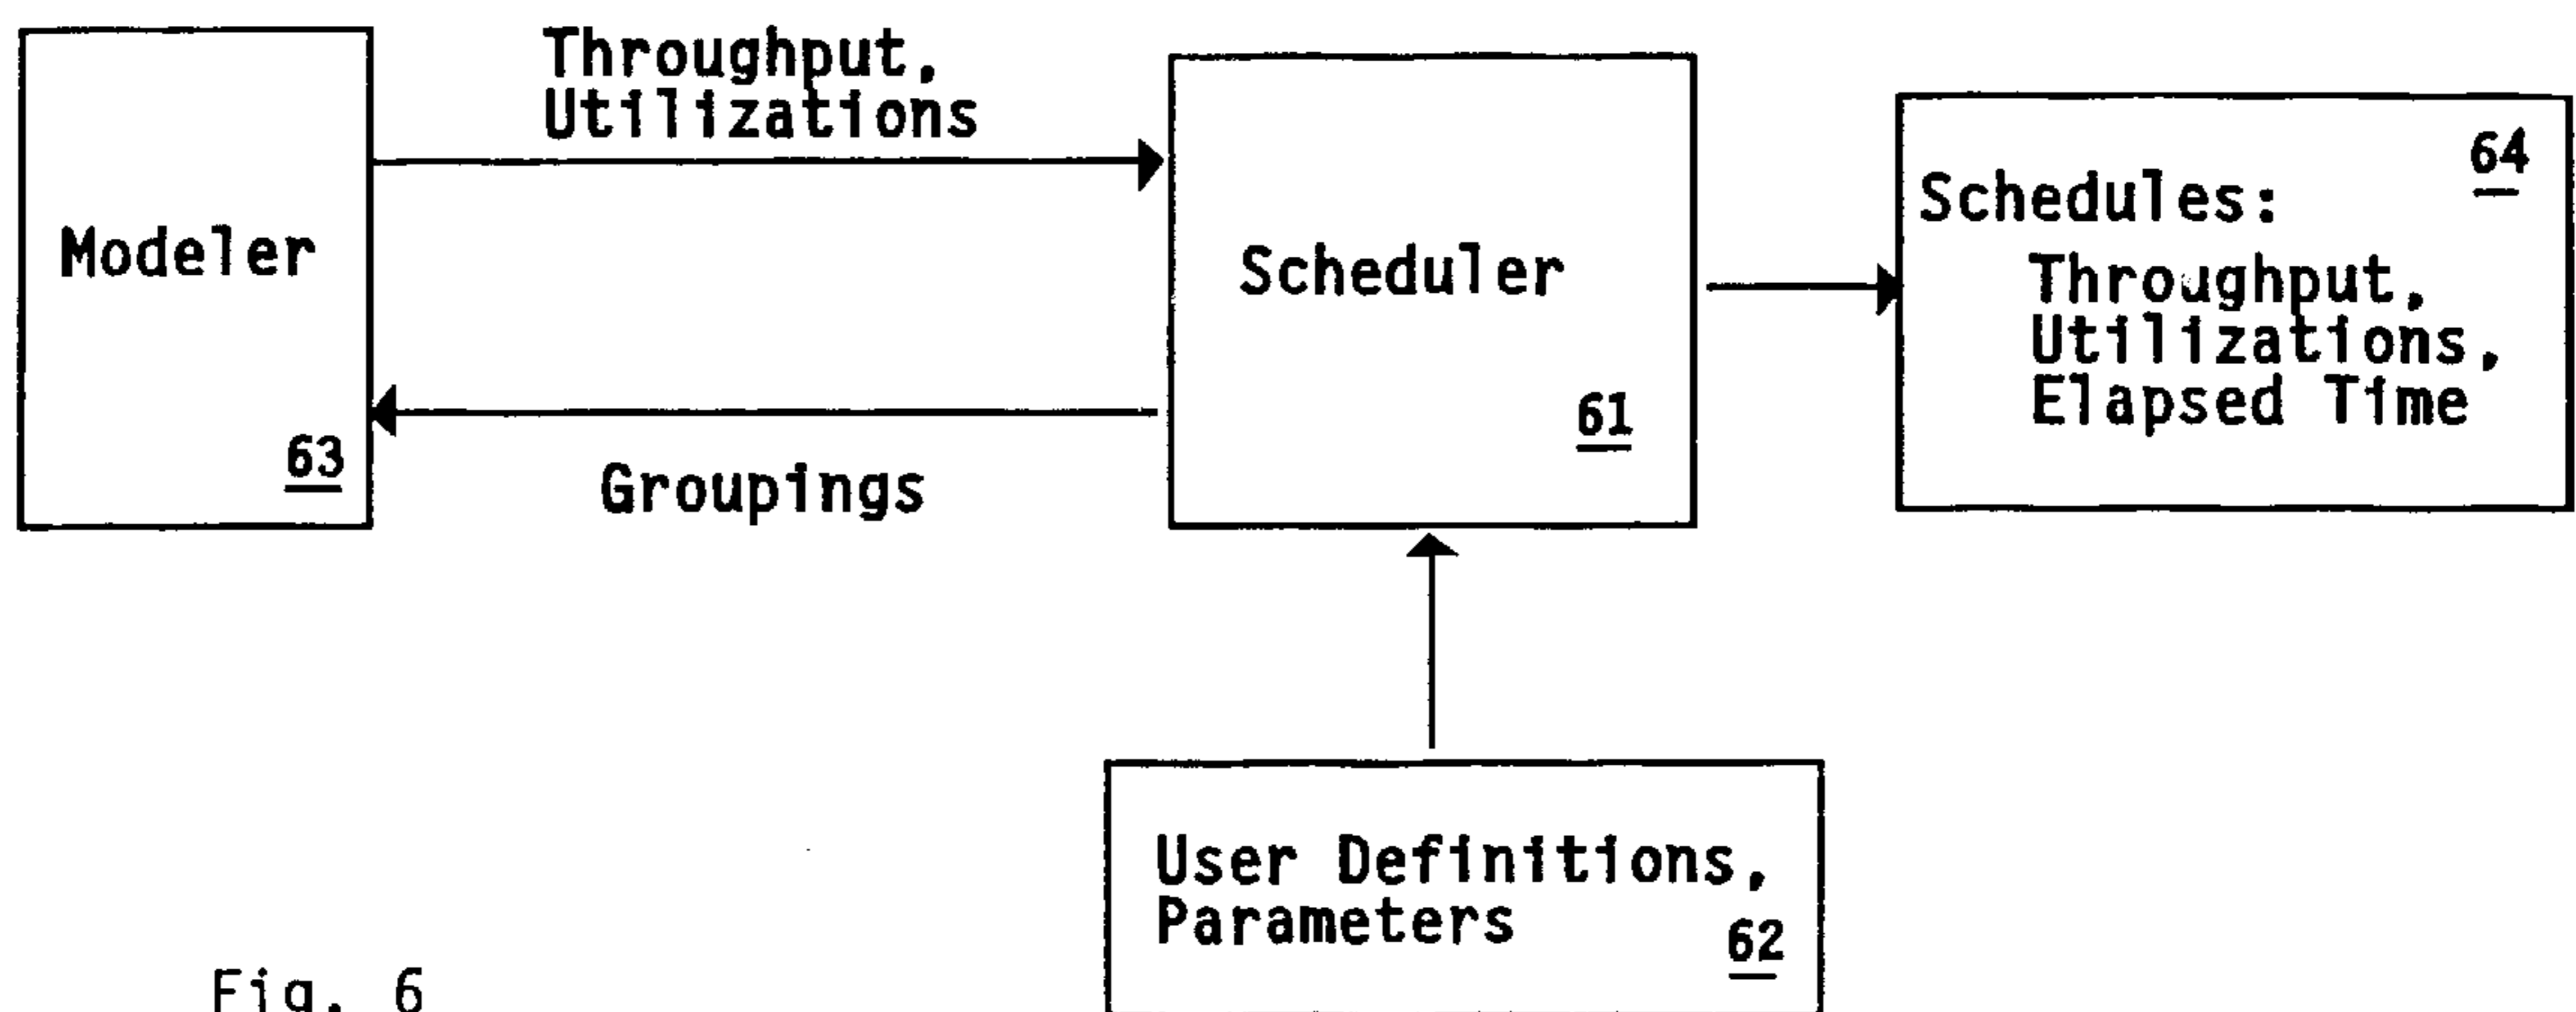 Throughput,
Utilizations
Modeler
63
Groupings
Scheduler
61
64
Schedules:
Throughput,
Utilizations,
Elapsed Time
User Definitions,
Parameters
62
Fig. 6